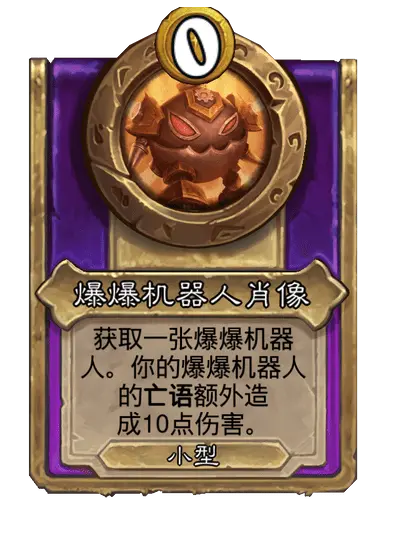 0
爆爆机器人肖像
获取一张爆爆机器
人。你的爆爆机器人
的亡语额外造
成10点伤害。
小型